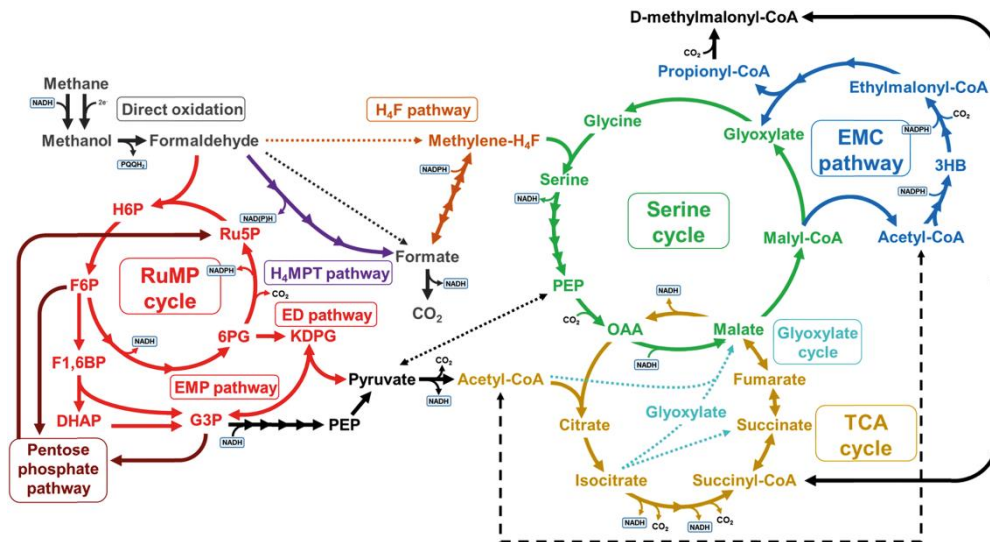 D-methylmalonyl-CoA
CO₂
Propionyl-CoA
Ethylmalonyl-CoA
Methane
NADH
2e⁻
Direct oxidation
H₄F pathway
Glycine
Glyoxylate
EMC
pathway
NADPH
CO₂
Methanol
Formaldehyde
Methylene-H₄F
PQQH₂
NADPH
3HB
Serine
NADH
NADPH
H6P
NAD(P)H
Ru5P
Serine
cycle
Malyl-CoA
Acetyl-CoA
Formate
H₄MPT pathway
F6P
RuMP
cycle
NADPH
CO₂
NADH
CO₂
PEP
NADH
ED pathway
CO₂
OAA
Malate
Glyoxylate
cycle
NADH
6PG
KDPG
NADH
F1,6BP
EMP pathway
Pyruvate
CO₂
NADH
Acetyl-CoA
Fumarate
DHAP
G3P
NADH
PEP
Citrate
Glyoxylate
Succinate
TCA
cycle
Pentose
phosphate
pathway
Isocitrate
Succinyl-CoA
NADH
CO₂
NADH
CO₂